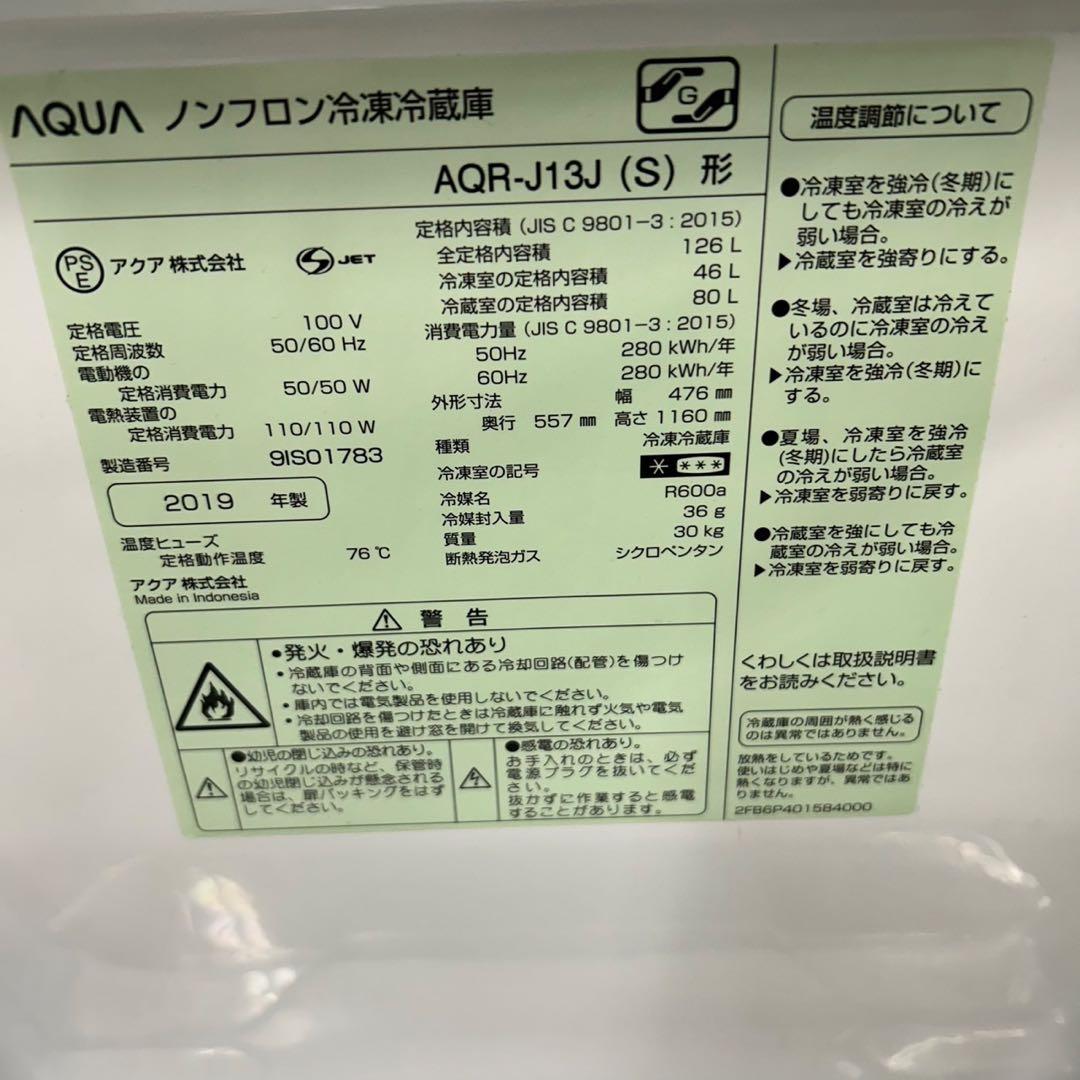 AQUA ノンフロン冷凍冷蔵庫
G
AQR-J13J (S) 形
PS
E
アクア 株式会社
S JET
定格電圧 100 V
定格周波数 50/60 Hz
電動機の
定格消費電力 50/50 W
電熱装置の
定格消費電力 110/110 W
製造番号 9IS01783
2019 年製
温度ヒューズ
定格動作温度 76 ℃
アクア 株式会社
Made in Indonesia
定格内容積 (JIS C 9801-3 : 2015)
全定格内容積 126 L
冷凍室の定格内容積 46 L
冷蔵室の定格内容積 80 L
消費電力量 (JIS C 9801-3 : 2015)
50Hz 280 kWh/年
60Hz 280 kWh/年
外形寸法 幅 476 ㎜
奥行 557 ㎜ 高さ 1160 ㎜
種類 冷凍冷蔵庫
冷凍室の記号 * ***
冷媒名 R600a
冷媒封入量 36 g
質量 30 kg
断熱発泡ガス シクロペンタン
⚠ 警 告
●発火・爆発の恐れあり
・冷蔵庫の背面や側面にある冷却回路(配管)を傷つけ
ないでください。
・庫内では電気製品を使用しないでください。
・冷却回路を傷つけたときは冷蔵庫に触れず火気や電気
製品の使用を避け窓を開けて換気してください。
●幼児の閉じ込みの恐れあり。
リサイクルの時など、保管時
の幼児閉じ込みが懸念される
場合は、扉パッキングをはず
してください。
●感電の恐れあり。
お手入れのときは、必ず
電源プラグを抜いてくだ
さい。
抜かずに作業すると感電
することがあります。
温度調節について
●冷凍室を強冷(冬期)に
しても冷凍室の冷えが
弱い場合。
▶冷蔵室を強寄りにする。
●冬場、冷蔵室は冷えて
いるのに冷凍室の冷え
が弱い場合。
▶冷凍室を強冷(冬期)に
する。
●夏場、冷凍室を強冷
(冬期)にしたら冷蔵室
の冷えが弱い場合。
▶冷凍室を弱寄りに戻す。
●冷蔵室を強にしても冷
蔵室の冷えが弱い場合。
▶冷凍室を弱寄りに戻す。
くわしくは取扱説明書
をお読みください。
冷蔵庫の周囲が熱く感じる
のは異常ではありません。
放熱をしているためです。
使いはじめや夏場などは特に
熱くなりますが、異常ではあ
りません。
2FB6P4015B4000